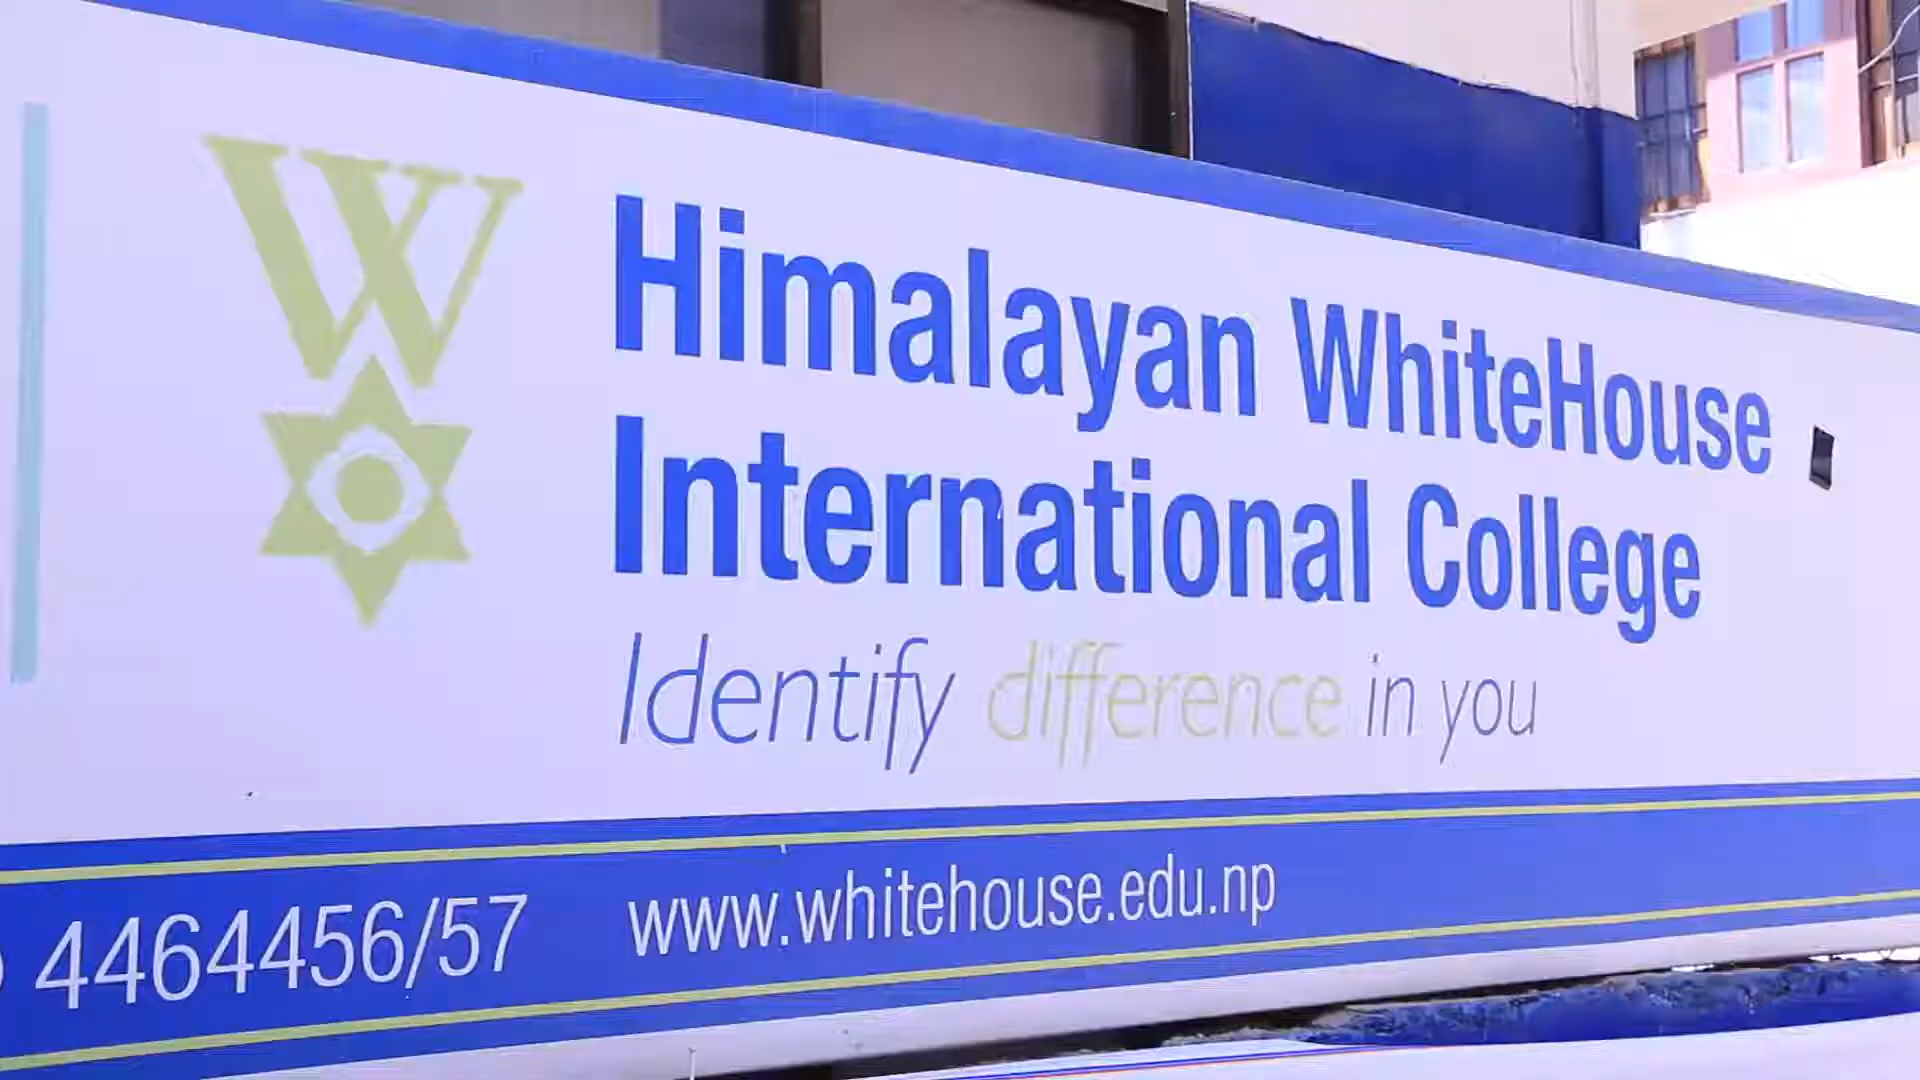 W
Himalayan WhiteHouse
International College
Identify difference in you
4464456/57 www.whitehouse.edu.np